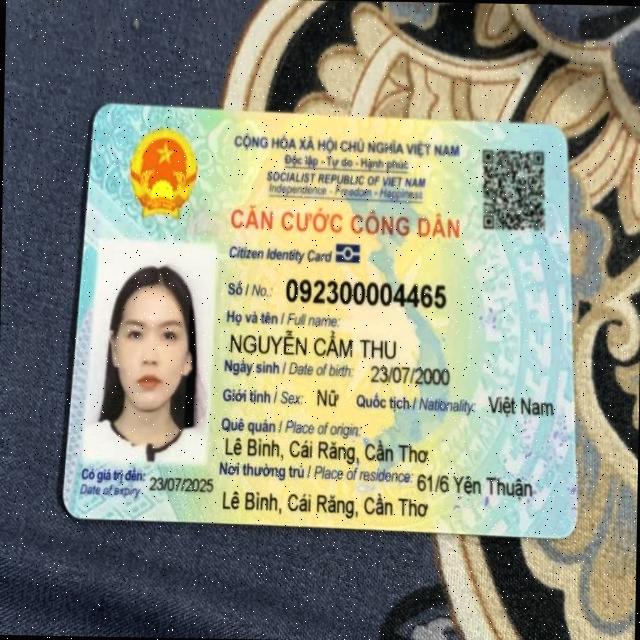 CỘNG HÒA XÃ HỘI CHỦ NGHĨA VIỆT NAM
Độc lập - Tự do - Hạnh phúc
SOCIALIST REPUBLIC OF VIET NAM
Independence - Freedom - Happiness
CĂN CƯỚC CÔNG DÂN
Citizen Identity Card
Số / No.: 092300004465
Họ và tên / Full name:
NGUYỄN CẨM THU
Ngày sinh / Date of birth: 23/07/2000
Giới tính / Sex: Nữ Quốc tịch / Nationality: Việt Nam
Quê quán / Place of origin:
Lê Bình, Cái Răng, Cần Thơ
Nơi thường trú / Place of residence: 61/6 Yên Thuận
Lê Bình, Cái Răng, Cần Thơ
Có giá trị đến: 23/07/2025
Date of expiry